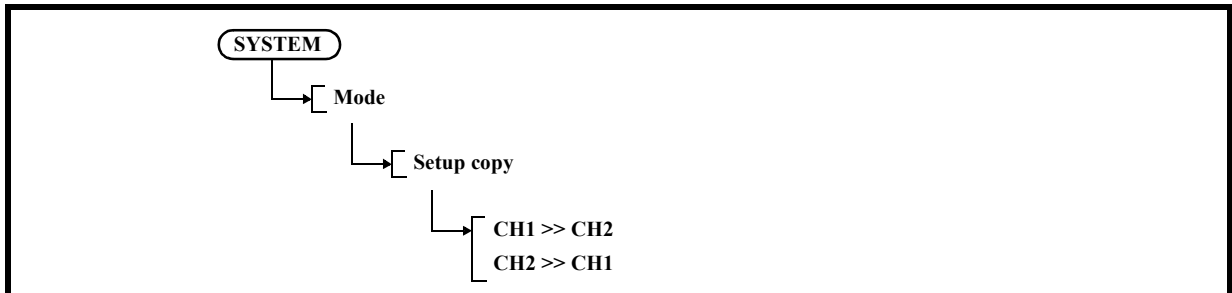 SYSTEM
Mode
Setup copy
CH1 >> CH2
CH2 >> CH1